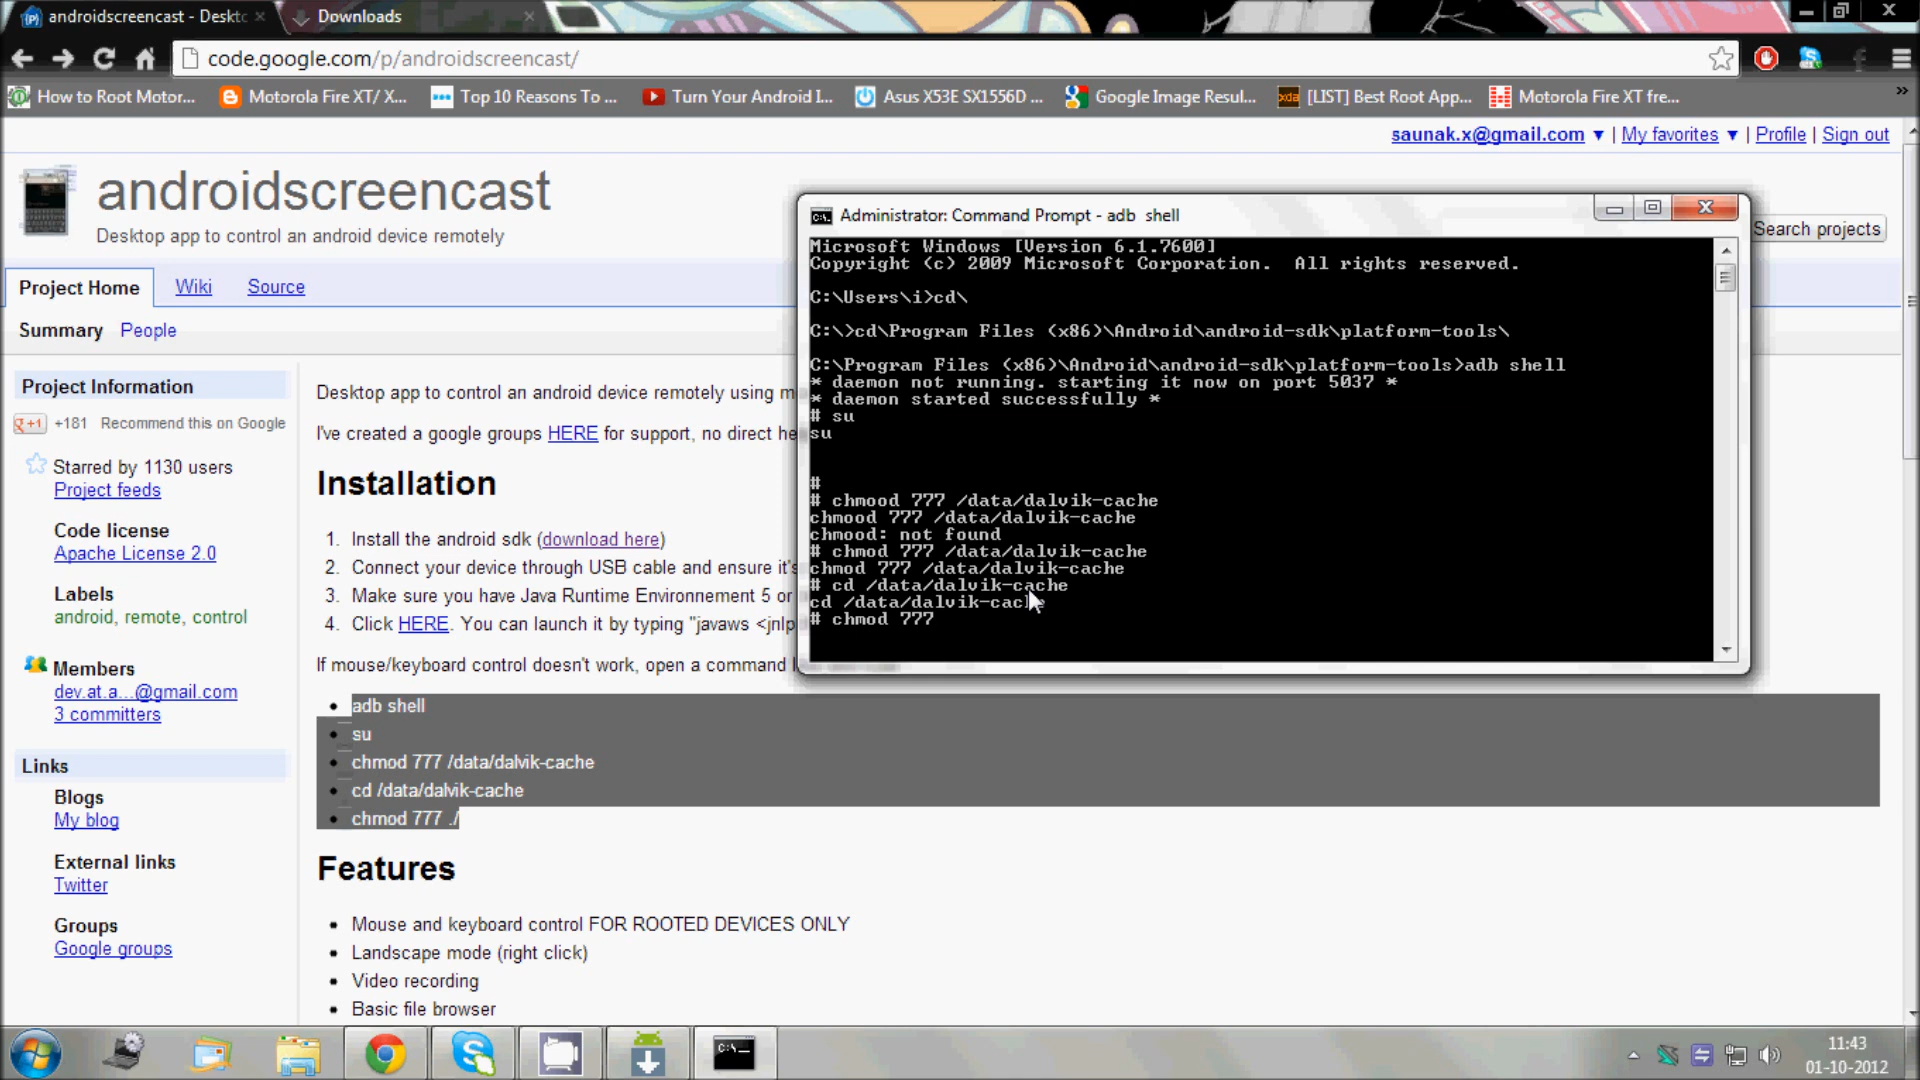 androidscreencast - Deskto
Downloads
code.google.com/p/androidscreencast/
How to Root Motor...
Motorola Fire XT/ X...
Top 10 Reasons To ...
Turn Your Android I...
Asus X53E SX1556D ...
Google Image Resul...
[LIST] Best Root App...
Motorola Fire XT fre...
saunak.x@gmail.com ▼ | My favorites ▼ | Profile | Sign out
androidscreencast
Desktop app to control an android device remotely
Search projects
Project Home
Wiki
Source
Summary
People
Project Information
+1 +181 Recommend this on Google
Starred by 1130 users
Project feeds
Code license
Apache License 2.0
Labels
android, remote, control
Members
dev.at.a...@gmail.com
3 committers
Links
Blogs
My blog
External links
Twitter
Groups
Google groups
Desktop app to control an android device remotely using m
I've created a google groups HERE for support, no direct he
Installation
1. Install the android sdk (download here)
2. Connect your device through USB cable and ensure it's
3. Make sure you have Java Runtime Environnement 5 or
4. Click HERE. You can launch it by typing "javaws <jnlp
If mouse/keyboard control doesn't work, open a command l
adb shell
su
chmod 777 /data/dalvik-cache
cd /data/dalvik-cache
chmod 777 ./
Features
Mouse and keyboard control FOR ROOTED DEVICES ONLY
Landscape mode (right click)
Video recording
Basic file browser
Administrator: Command Prompt - adb shell
Microsoft Windows [Version 6.1.7600]
Copyright (c) 2009 Microsoft Corporation. All rights reserved.
C:\Users\i>cd\
C:\>cd\Program Files (x86)\Android\android-sdk\platform-tools\
C:\Program Files (x86)\Android\android-sdk\platform-tools>adb shell
* daemon not running. starting it now on port 5037 *
* daemon started successfully *
# su
su
#
# chmood 777 /data/dalvik-cache
chmood 777 /data/dalvik-cache
chmood: not found
# chmod 777 /data/dalvik-cache
chmod 777 /data/dalvik-cache
# cd /data/dalvik-cache
cd /data/dalvik-cache
# chmod 777
11:43
01-10-2012